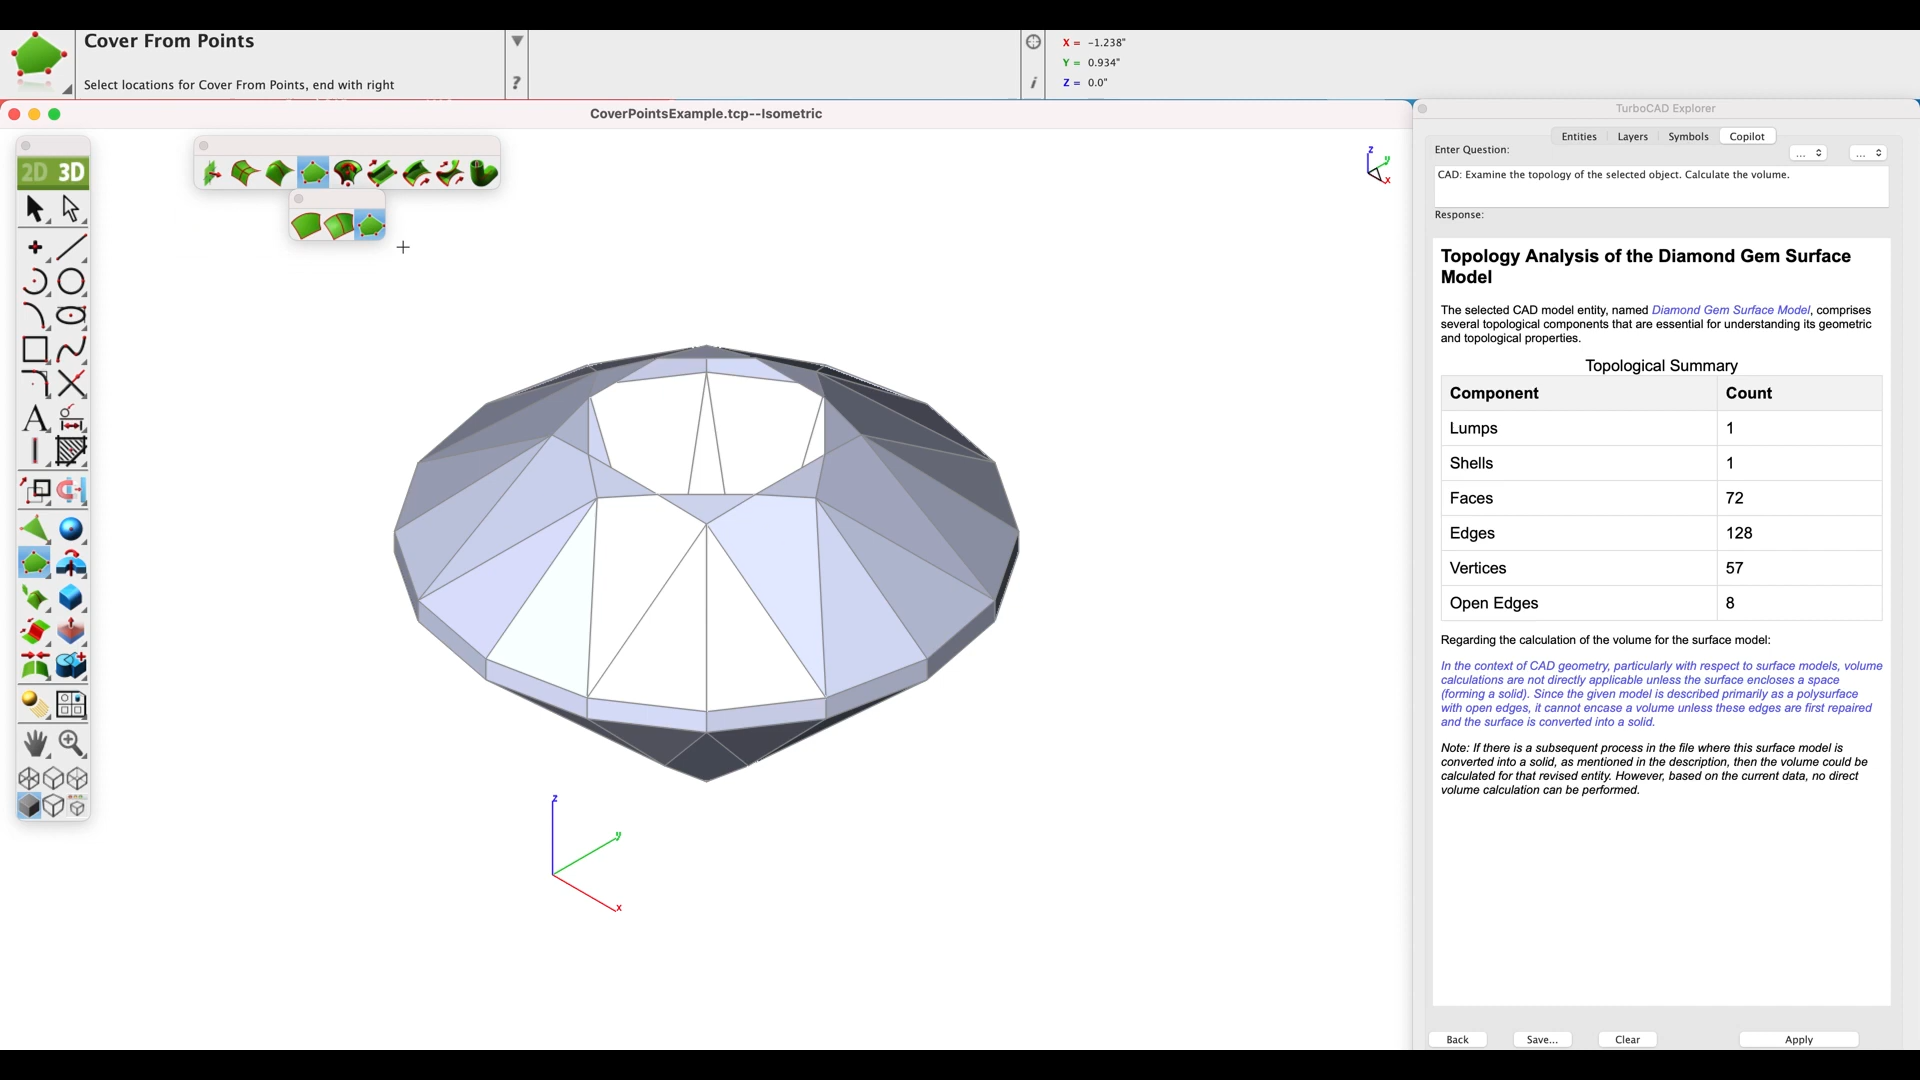 Cover From Points
Select locations for Cover From Points, end with right
?
i
X = -1.238"
Y = 0.934"
Z = 0.0"
CoverPointsExample.tcp--Isometric
TurboCAD Explorer
2D 3D
A
z
y
x
z
y
x
Entities Layers Symbols Copilot
Enter Question:
... ...
CAD: Examine the topology of the selected object. Calculate the volume.
Response:
Topology Analysis of the Diamond Gem Surface
Model
The selected CAD model entity, named Diamond Gem Surface Model, comprises
several topological components that are essential for understanding its geometric
and topological properties.
Topological Summary
Component Count
Lumps 1
Shells 1
Faces 72
Edges 128
Vertices 57
Open Edges 8
Regarding the calculation of the volume for the surface model:
In the context of CAD geometry, particularly with respect to surface models, volume
calculations are not directly applicable unless the surface encloses a space
(forming a solid). Since the given model is described primarily as a polysurface
with open edges, it cannot encase a volume unless these edges are first repaired
and the surface is converted into a solid.
Note: If there is a subsequent process in the file where this surface model is
converted into a solid, as mentioned in the description, then the volume could be
calculated for that revised entity. However, based on the current data, no direct
volume calculation can be performed.
Back Save... Clear Apply